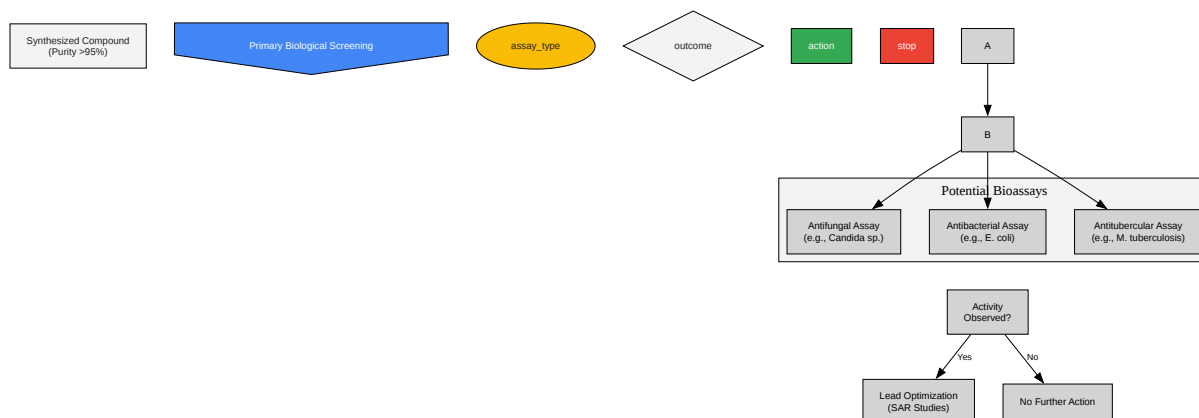 Synthesized Compound
(Purity >95%)
Primary Biological Screening
assay_type
outcome
action
stop
A
B
Potential Bioassays
Antifungal Assay
(e.g., Candida sp.)
Antibacterial Assay
(e.g., E. coli)
Antitubercular Assay
(e.g., M. tuberculosis)
Activity
Observed?
Yes
No
Lead Optimization
(SAR Studies)
No Further Action